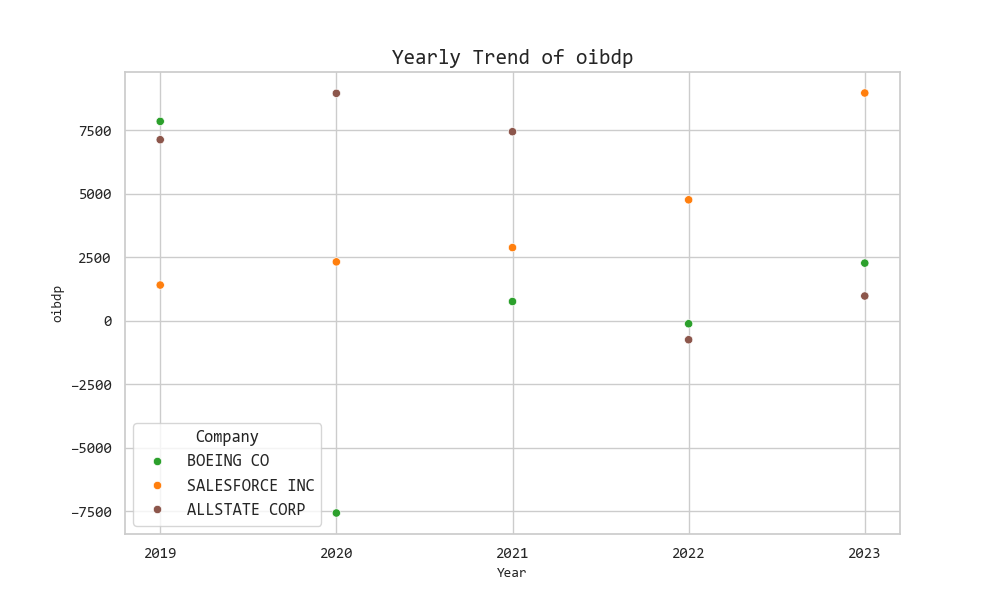 Yearly Trend of oibdp
oibdp
7500
5000
2500
0
−2500
−5000
−7500
Company
BOEING CO
SALESFORCE INC
ALLSTATE CORP
2019 2020 2021 2022 2023
Year